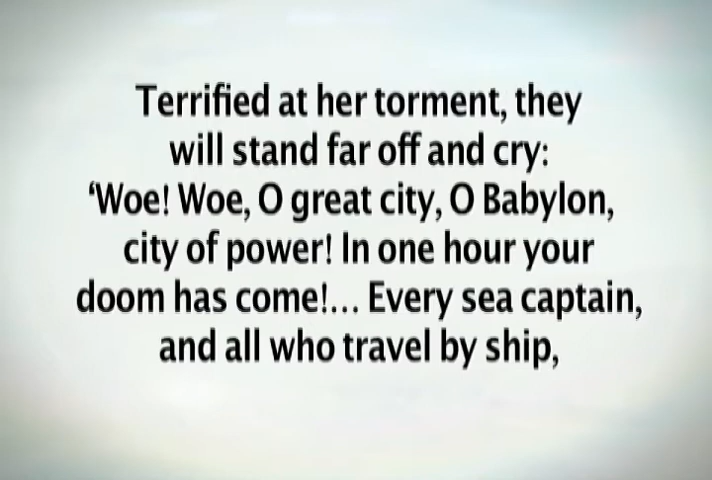 Terrified at her torment, they
will stand far off and cry:
‘Woe! Woe, O great city, O Babylon,
city of power! In one hour your
doom has come!... Every sea captain,
and all who travel by ship,